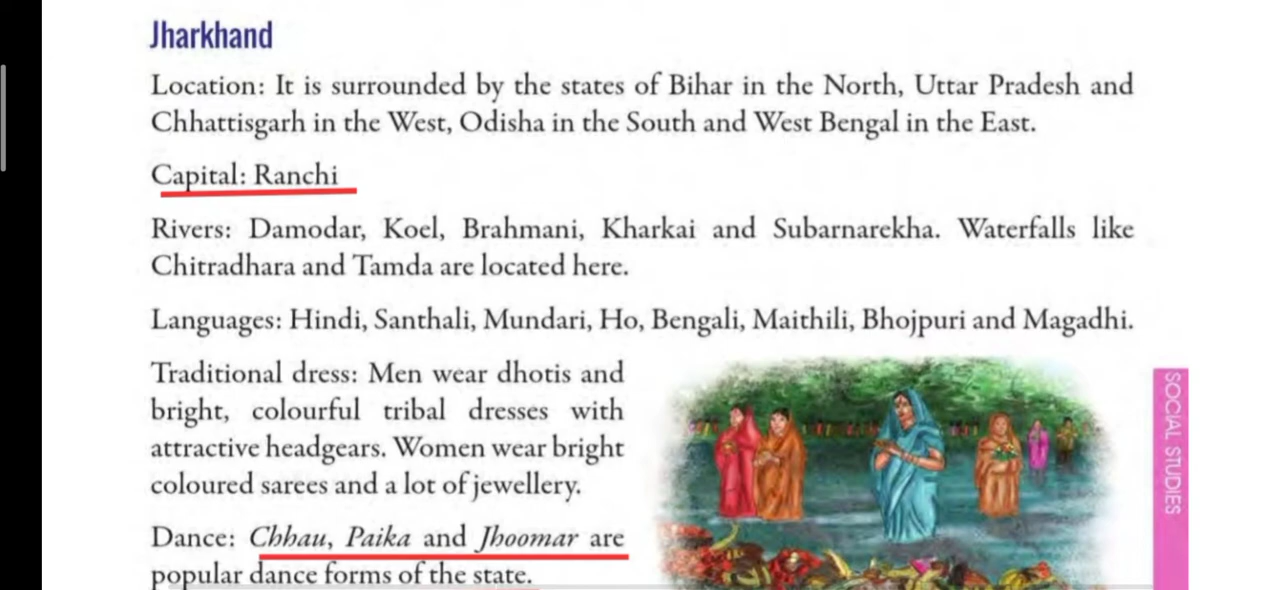 Jharkhand
Location: It is surrounded by the states of Bihar in the North, Uttar Pradesh and
Chhattisgarh in the West, Odisha in the South and West Bengal in the East.
Capital: Ranchi
Rivers: Damodar, Koel, Brahmani, Kharkai and Subarnarekha. Waterfalls like
Chitradhara and Tamda are located here.
Languages: Hindi, Santhali, Mundari, Ho, Bengali, Maithili, Bhojpuri and Magadhi.
Traditional dress: Men wear dhotis and
bright, colourful tribal dresses with
attractive headgears. Women wear bright
coloured sarees and a lot of jewellery.
Dance: Chhau, Paika and Jhoomar are
popular dance forms of the state.
SOCIAL STUDIES